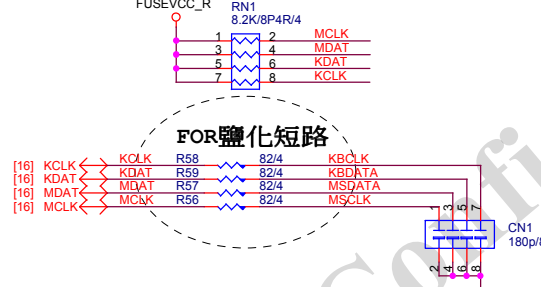 FUSEVCC_R
RN1
8.2K/8P4R/4
1 2 MCLK
3 4 MDAT
5 6 KDAT
7 8 KCLK
FOR鹽化短路
[16] KCLK KCLK R58 82/4 KBCLK
[16] KDAT KDAT R59 82/4 KBDATA
[16] MDAT MDAT R57 82/4 MSDATA
[16] MCLK MCLK R56 82/4 MSCLK
1 3 5 7
CN1
180p/8
2 4 6 8
Confi